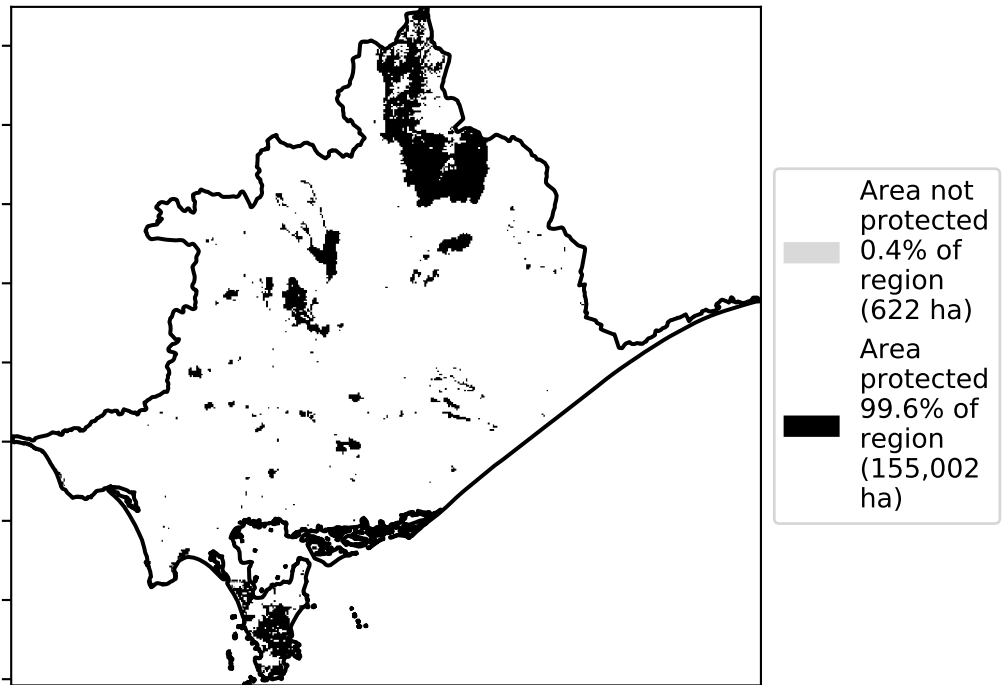 Area not
protected
0.4% of
region
(622 ha)
Area
protected
99.6% of
region
(155,002
ha)